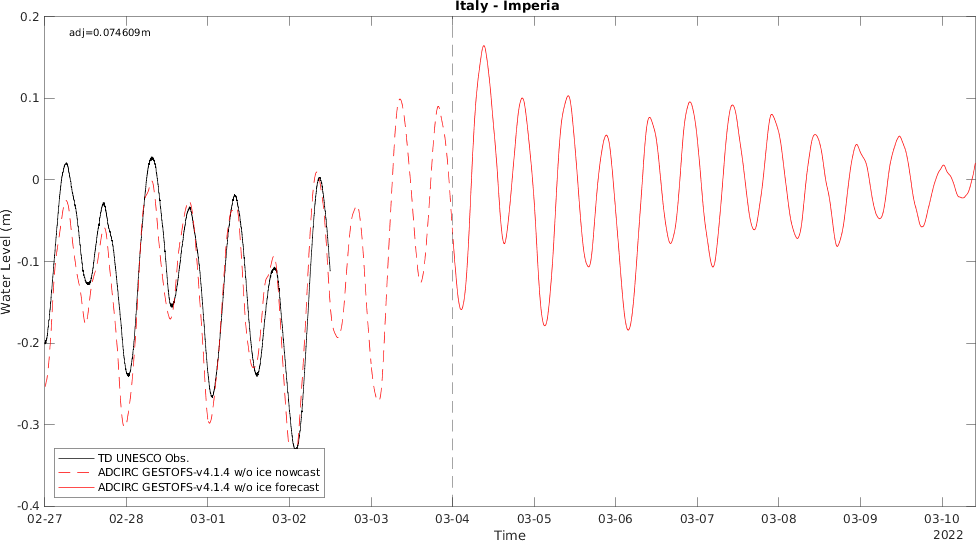 Italy - Imperia
adj=0.074609m
0.2
0.1
0
-0.1
-0.2
-0.3
-0.4
Water Level (m)
TD UNESCO Obs.
ADCIRC GESTOFS-v4.1.4 w/o ice nowcast
ADCIRC GESTOFS-v4.1.4 w/o ice forecast
02-27 02-28 03-01 03-02 03-03 03-04 03-05 03-06 03-07 03-08 03-09 03-10
Time
2022